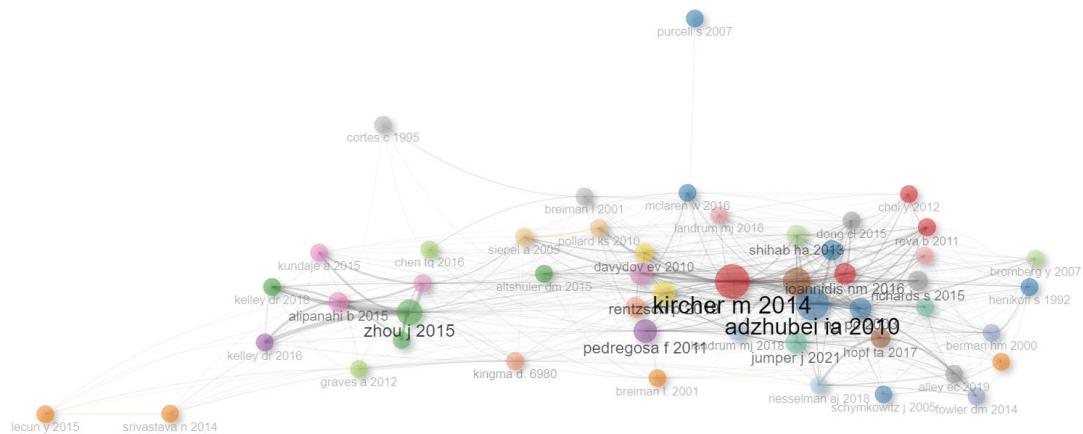 purcell s 2007
cortes c 1995
breiman l 2001
mclaren w 2016
choi y 2012
landrum mj 2016
dong cl 2015
reva b 2011
siepel a 2005
pollard ks 2010
shihab ha 2013
kundaje a 2015
chen tq 2016
davydov ev 2010
altshuler dm 2015
bromberg y 2007
kelley dr 2018
ioannidis nm 2016
richards s 2015
henikoff s 1992
alipanahi b 2015
kircher m 2014
zhou j 2015
adzhubei ia 2010
kelley dr 2016
pedregosa f 2011
landrum mj 2018
jumper j 2021
hopf ta 2017
berman hm 2000
graves a 2012
kingma d. 6980
breiman l. 2001
riesselman aj 2018
alley ec 2019
schymkowitz j 2005
fowler dm 2014
lecun y 2015
srivastava n 2014